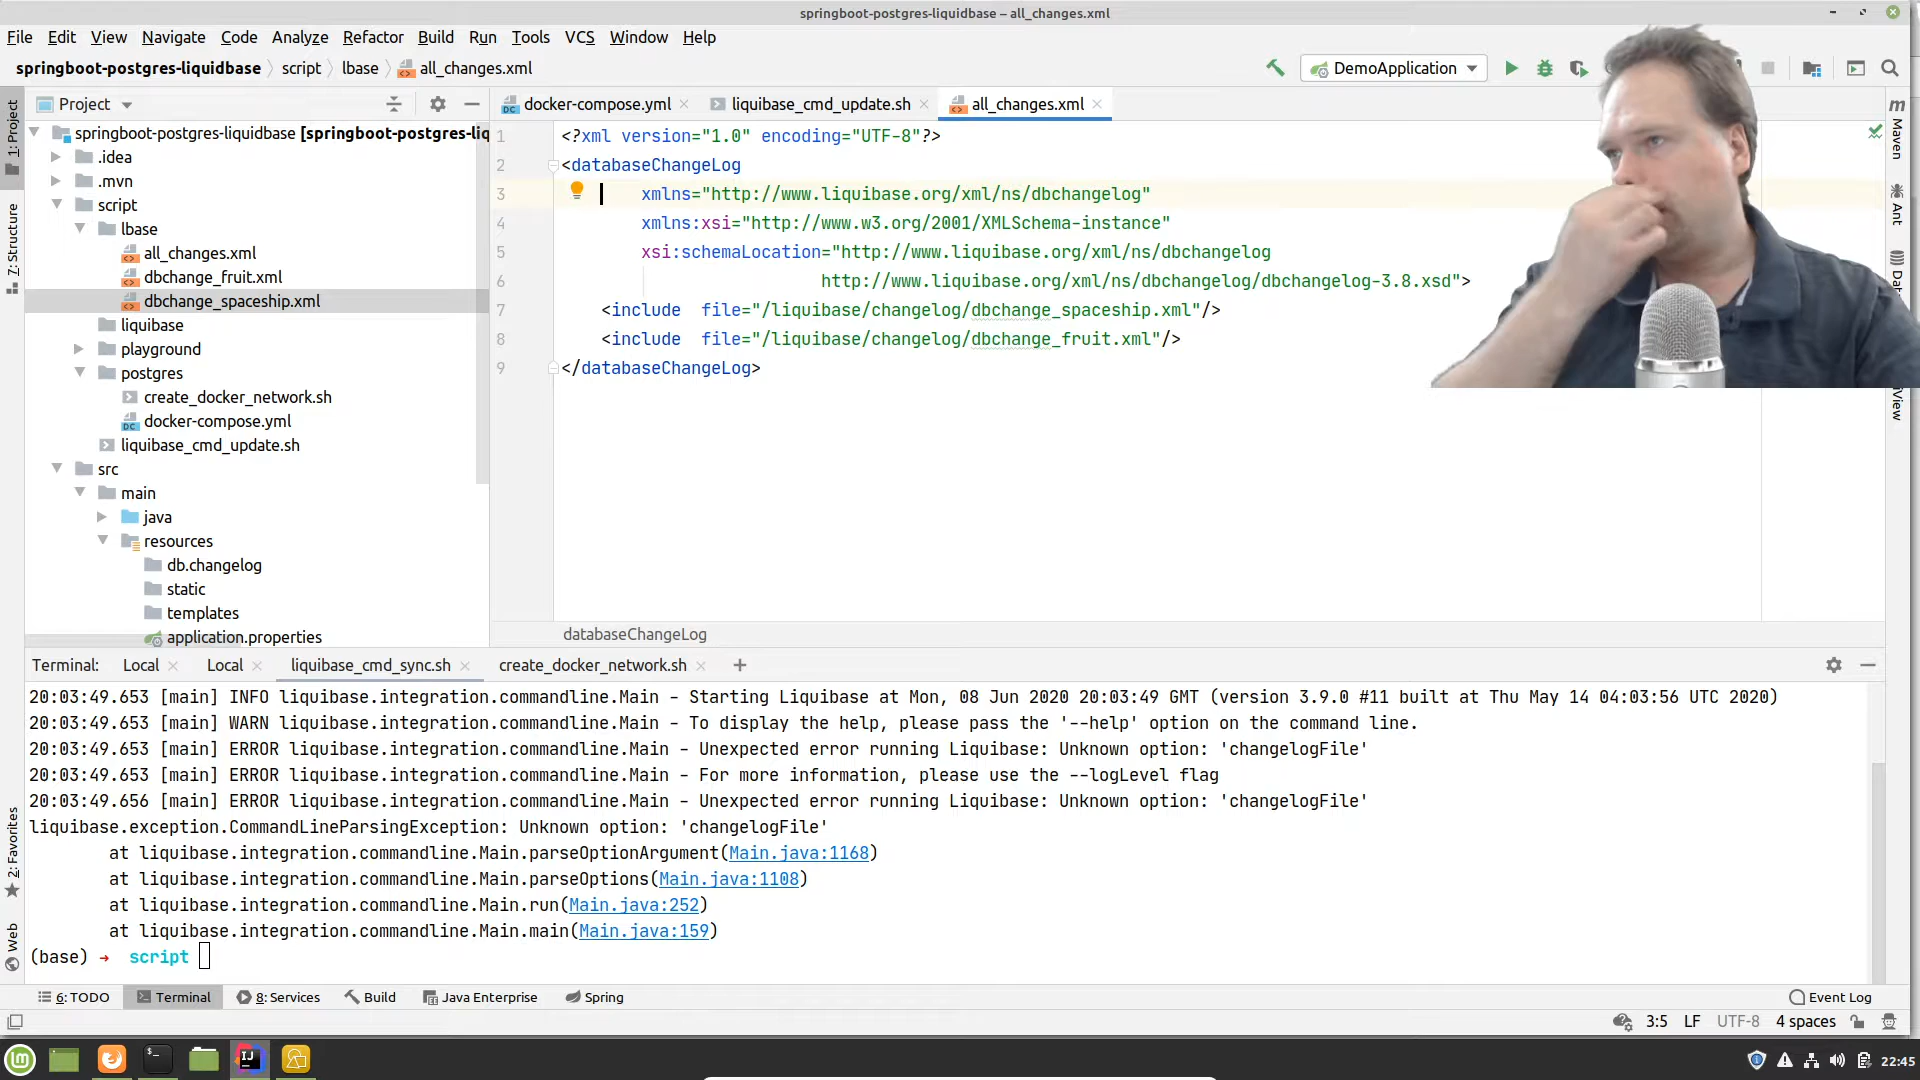 springboot-postgres-liquidbase – all_changes.xml
File Edit View Navigate Code Analyze Refactor Build Run Tools VCS Window Help
springboot-postgres-liquidbase script lbase all_changes.xml
DemoApplication
Project
docker-compose.yml
liquibase_cmd_update.sh
all_changes.xml
1: Project
7: Structure
2: Favorites
Web
Maven
Ant
springboot-postgres-liquidbase [springboot-postgres-liq
.idea
.mvn
script
lbase
all_changes.xml
dbchange_fruit.xml
dbchange_spaceship.xml
liquibase
playground
postgres
create_docker_network.sh
docker-compose.yml
liquibase_cmd_update.sh
src
main
java
resources
db.changelog
static
templates
application.properties
1 <?xml version="1.0" encoding="UTF-8"?>
2 <databaseChangeLog
3 xmlns="http://www.liquibase.org/xml/ns/dbchangelog"
4 xmlns:xsi="http://www.w3.org/2001/XMLSchema-instance"
5 xsi:schemaLocation="http://www.liquibase.org/xml/ns/dbchangelog
6 http://www.liquibase.org/xml/ns/dbchangelog/dbchangelog-3.8.xsd">
7 <include file="/liquibase/changelog/dbchange_spaceship.xml"/>
8 <include file="/liquibase/changelog/dbchange_fruit.xml"/>
9 </databaseChangeLog>
databaseChangeLog
Terminal: Local Local liquibase_cmd_sync.sh create_docker_network.sh
20:03:49.653 [main] INFO liquibase.integration.commandline.Main - Starting Liquibase at Mon, 08 Jun 2020 20:03:49 GMT (version 3.9.0 #11 built at Thu May 14 04:03:56 UTC 2020)
20:03:49.653 [main] WARN liquibase.integration.commandline.Main - To display the help, please pass the '--help' option on the command line.
20:03:49.653 [main] ERROR liquibase.integration.commandline.Main - Unexpected error running Liquibase: Unknown option: 'changelogFile'
20:03:49.653 [main] ERROR liquibase.integration.commandline.Main - For more information, please use the --logLevel flag
20:03:49.656 [main] ERROR liquibase.integration.commandline.Main - Unexpected error running Liquibase: Unknown option: 'changelogFile'
liquibase.exception.CommandLineParsingException: Unknown option: 'changelogFile'
at liquibase.integration.commandline.Main.parseOptionArgument(Main.java:1168)
at liquibase.integration.commandline.Main.parseOptions(Main.java:1108)
at liquibase.integration.commandline.Main.run(Main.java:252)
at liquibase.integration.commandline.Main.main(Main.java:159)
(base) → script
6: TODO Terminal 8: Services Build Java Enterprise Spring Event Log
3:5 LF UTF-8 4 spaces
22:45